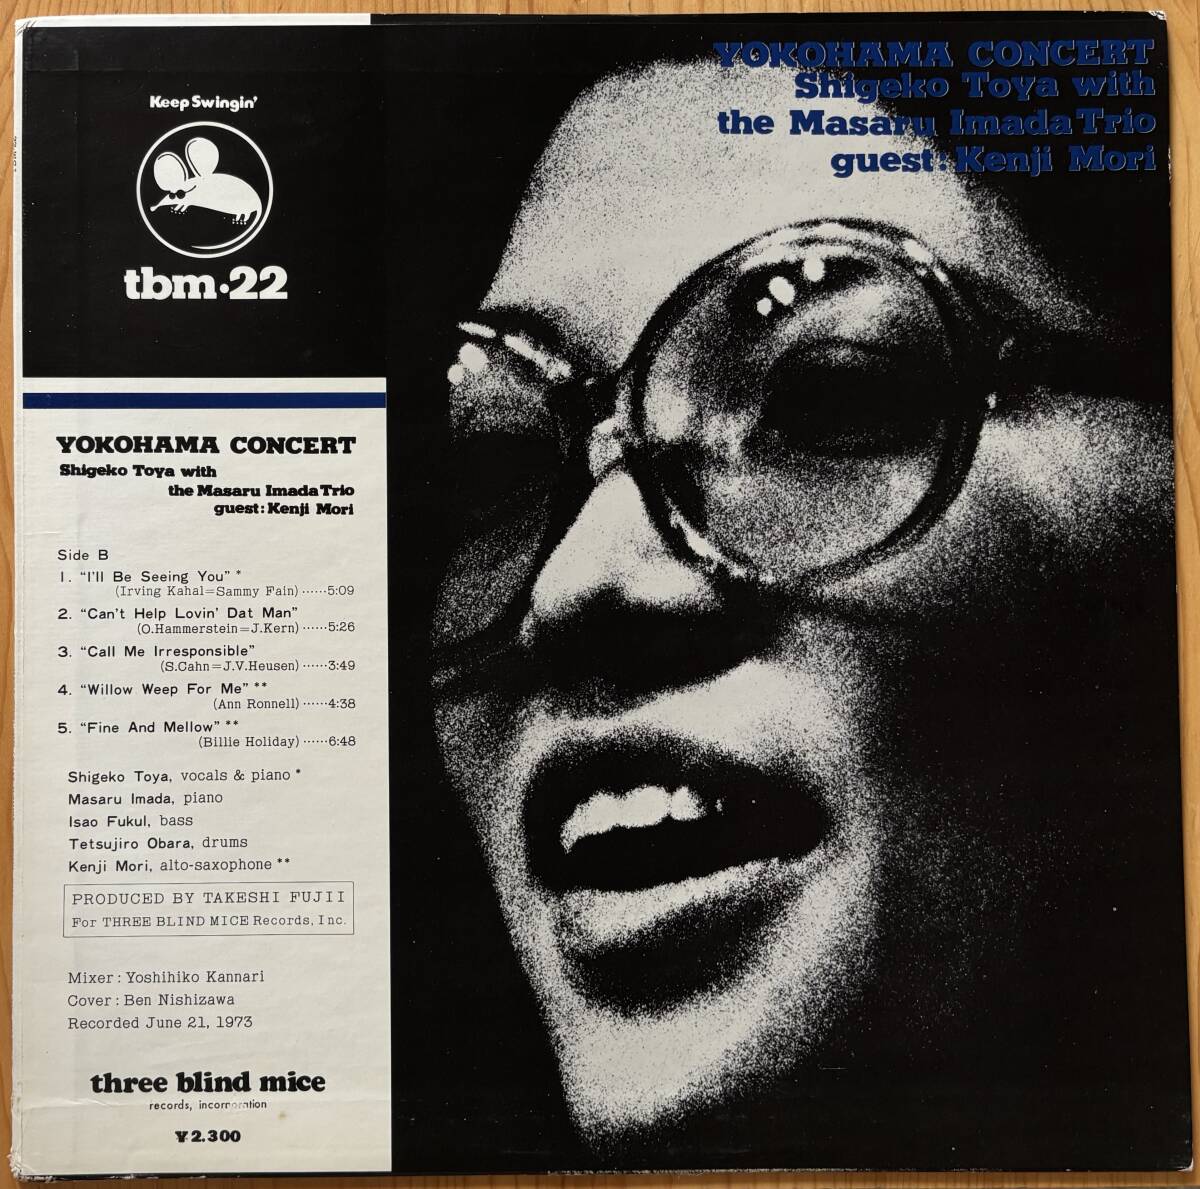 Keep Swingin'
tbm·22
YOKOHAMA CONCERT
Shigeko Toya with
the Masaru Imada Trio
guest: Kenji Mori
YOKOHAMA CONCERT
Shigeko Toya with
the Masaru Imada Trio
guest: Kenji Mori
Side B
1. "I'll Be Seeing You" *
(Irving Kahal=Sammy Fain) ······5:09
2. "Can't Help Lovin' Dat Man"
(O.Hammerstein=J.Kern) ······5:26
3. "Call Me Irresponsible"
(S.Cahn=J.V.Heusen) ······3:49
4. "Willow Weep For Me" **
(Ann Ronnell) ······4:38
5. "Fine And Mellow" **
(Billie Holiday) ······6:48
Shigeko Toya, vocals & piano *
Masaru Imada, piano
Isao Fukul, bass
Tetsujiro Obara, drums
Kenji Mori, alto-saxophone **
PRODUCED BY TAKESHI FUJII
For THREE BLIND MICE Records, Inc.
Mixer : Yoshihiko Kannari
Cover : Ben Nishizawa
Recorded June 21, 1973
three blind mice
records, incorporation
¥2.300